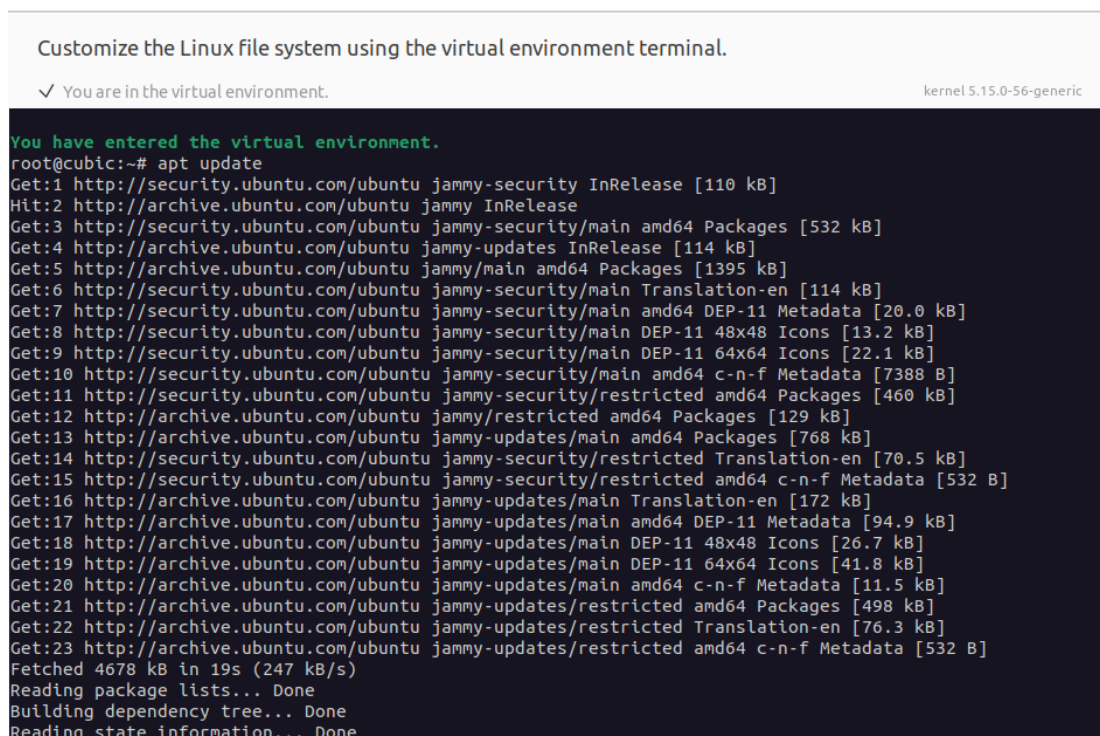 Customize the Linux file system using the virtual environment terminal.
✓ You are in the virtual environment. kernel 5.15.0-56-generic
You have entered the virtual environment.
root@cubic:~# apt update
Get:1 http://security.ubuntu.com/ubuntu jammy-security InRelease [110 kB]
Hit:2 http://archive.ubuntu.com/ubuntu jammy InRelease
Get:3 http://security.ubuntu.com/ubuntu jammy-security/main amd64 Packages [532 kB]
Get:4 http://archive.ubuntu.com/ubuntu jammy-updates InRelease [114 kB]
Get:5 http://archive.ubuntu.com/ubuntu jammy/main amd64 Packages [1395 kB]
Get:6 http://security.ubuntu.com/ubuntu jammy-security/main Translation-en [114 kB]
Get:7 http://security.ubuntu.com/ubuntu jammy-security/main amd64 DEP-11 Metadata [20.0 kB]
Get:8 http://security.ubuntu.com/ubuntu jammy-security/main DEP-11 48x48 Icons [13.2 kB]
Get:9 http://security.ubuntu.com/ubuntu jammy-security/main DEP-11 64x64 Icons [22.1 kB]
Get:10 http://security.ubuntu.com/ubuntu jammy-security/main amd64 c-n-f Metadata [7388 B]
Get:11 http://security.ubuntu.com/ubuntu jammy-security/restricted amd64 Packages [460 kB]
Get:12 http://archive.ubuntu.com/ubuntu jammy/restricted amd64 Packages [129 kB]
Get:13 http://archive.ubuntu.com/ubuntu jammy-updates/main amd64 Packages [768 kB]
Get:14 http://security.ubuntu.com/ubuntu jammy-security/restricted Translation-en [70.5 kB]
Get:15 http://security.ubuntu.com/ubuntu jammy-security/restricted amd64 c-n-f Metadata [532 B]
Get:16 http://archive.ubuntu.com/ubuntu jammy-updates/main Translation-en [172 kB]
Get:17 http://archive.ubuntu.com/ubuntu jammy-updates/main amd64 DEP-11 Metadata [94.9 kB]
Get:18 http://archive.ubuntu.com/ubuntu jammy-updates/main DEP-11 48x48 Icons [26.7 kB]
Get:19 http://archive.ubuntu.com/ubuntu jammy-updates/main DEP-11 64x64 Icons [41.8 kB]
Get:20 http://archive.ubuntu.com/ubuntu jammy-updates/main amd64 c-n-f Metadata [11.5 kB]
Get:21 http://archive.ubuntu.com/ubuntu jammy-updates/restricted amd64 Packages [498 kB]
Get:22 http://archive.ubuntu.com/ubuntu jammy-updates/restricted Translation-en [76.3 kB]
Get:23 http://archive.ubuntu.com/ubuntu jammy-updates/restricted amd64 c-n-f Metadata [532 B]
Fetched 4678 kB in 19s (247 kB/s)
Reading package lists... Done
Building dependency tree... Done
Reading state information... Done